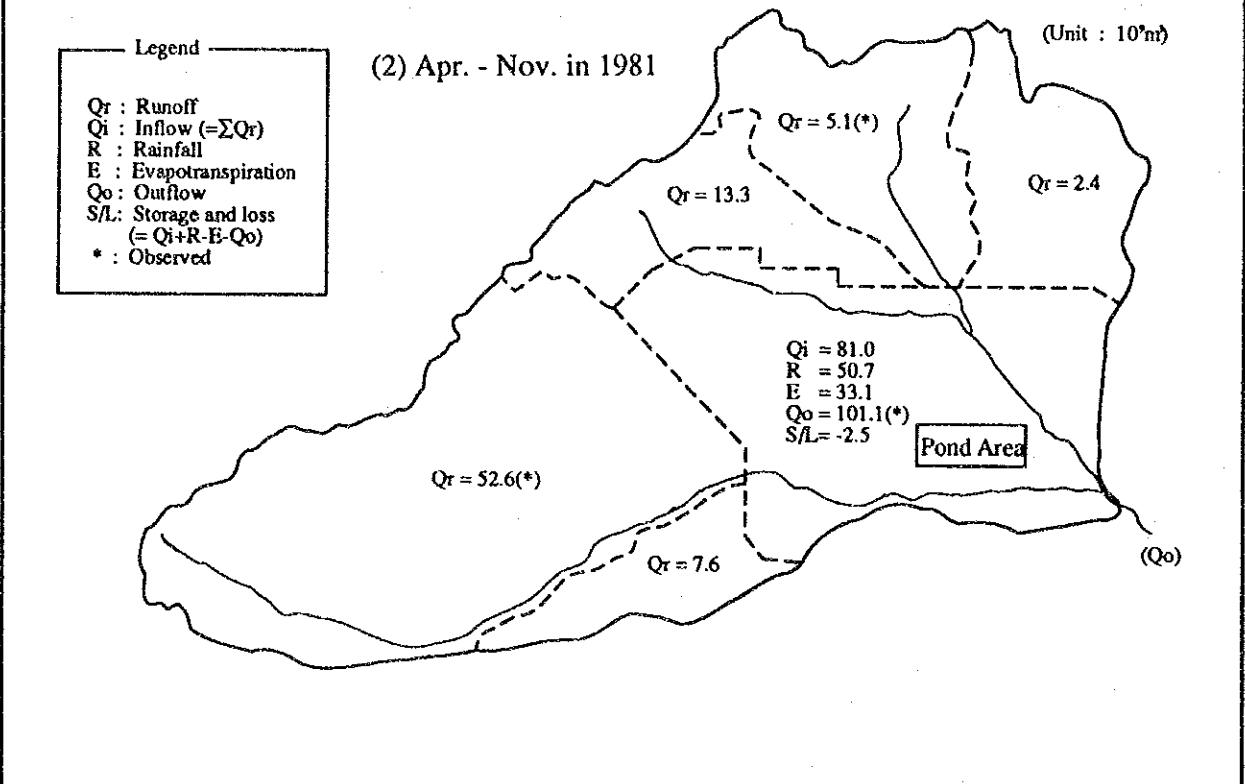 Legend
Qr : Runoff
Qi : Inflow (=∑Qr)
R : Rainfall
E : Evapotranspiration
Qo : Outflow
S/L: Storage and loss
(= Qi+R-E-Qo)
* : Observed
(2) Apr. - Nov. in 1981
(Unit :
Qr = 5.1(*)
Qr = 2.4
Qr = 13.3
Qi = 81.0
R = 50.7
E = 33.1
Qo = 101.1(*)
S/L= -2.5
Pond Area
Qr = 52.6(*)
Qr = 7.6
(Qo)